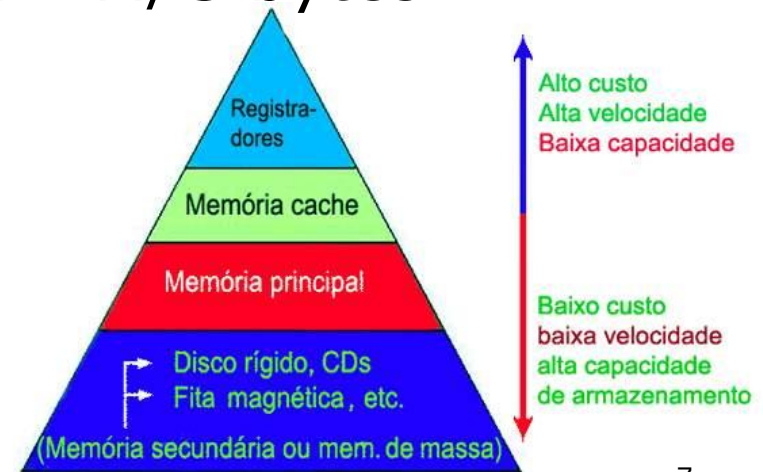 Registra-
dores
Memória cache
Memória principal
Disco rígido, CDs
Fita magnética, etc.
(Memória secundária ou mem. de massa)
Alto custo
Alta velocidade
Baixa capacidade
Baixo custo
baixa velocidade
alta capacidade
de armazenamento